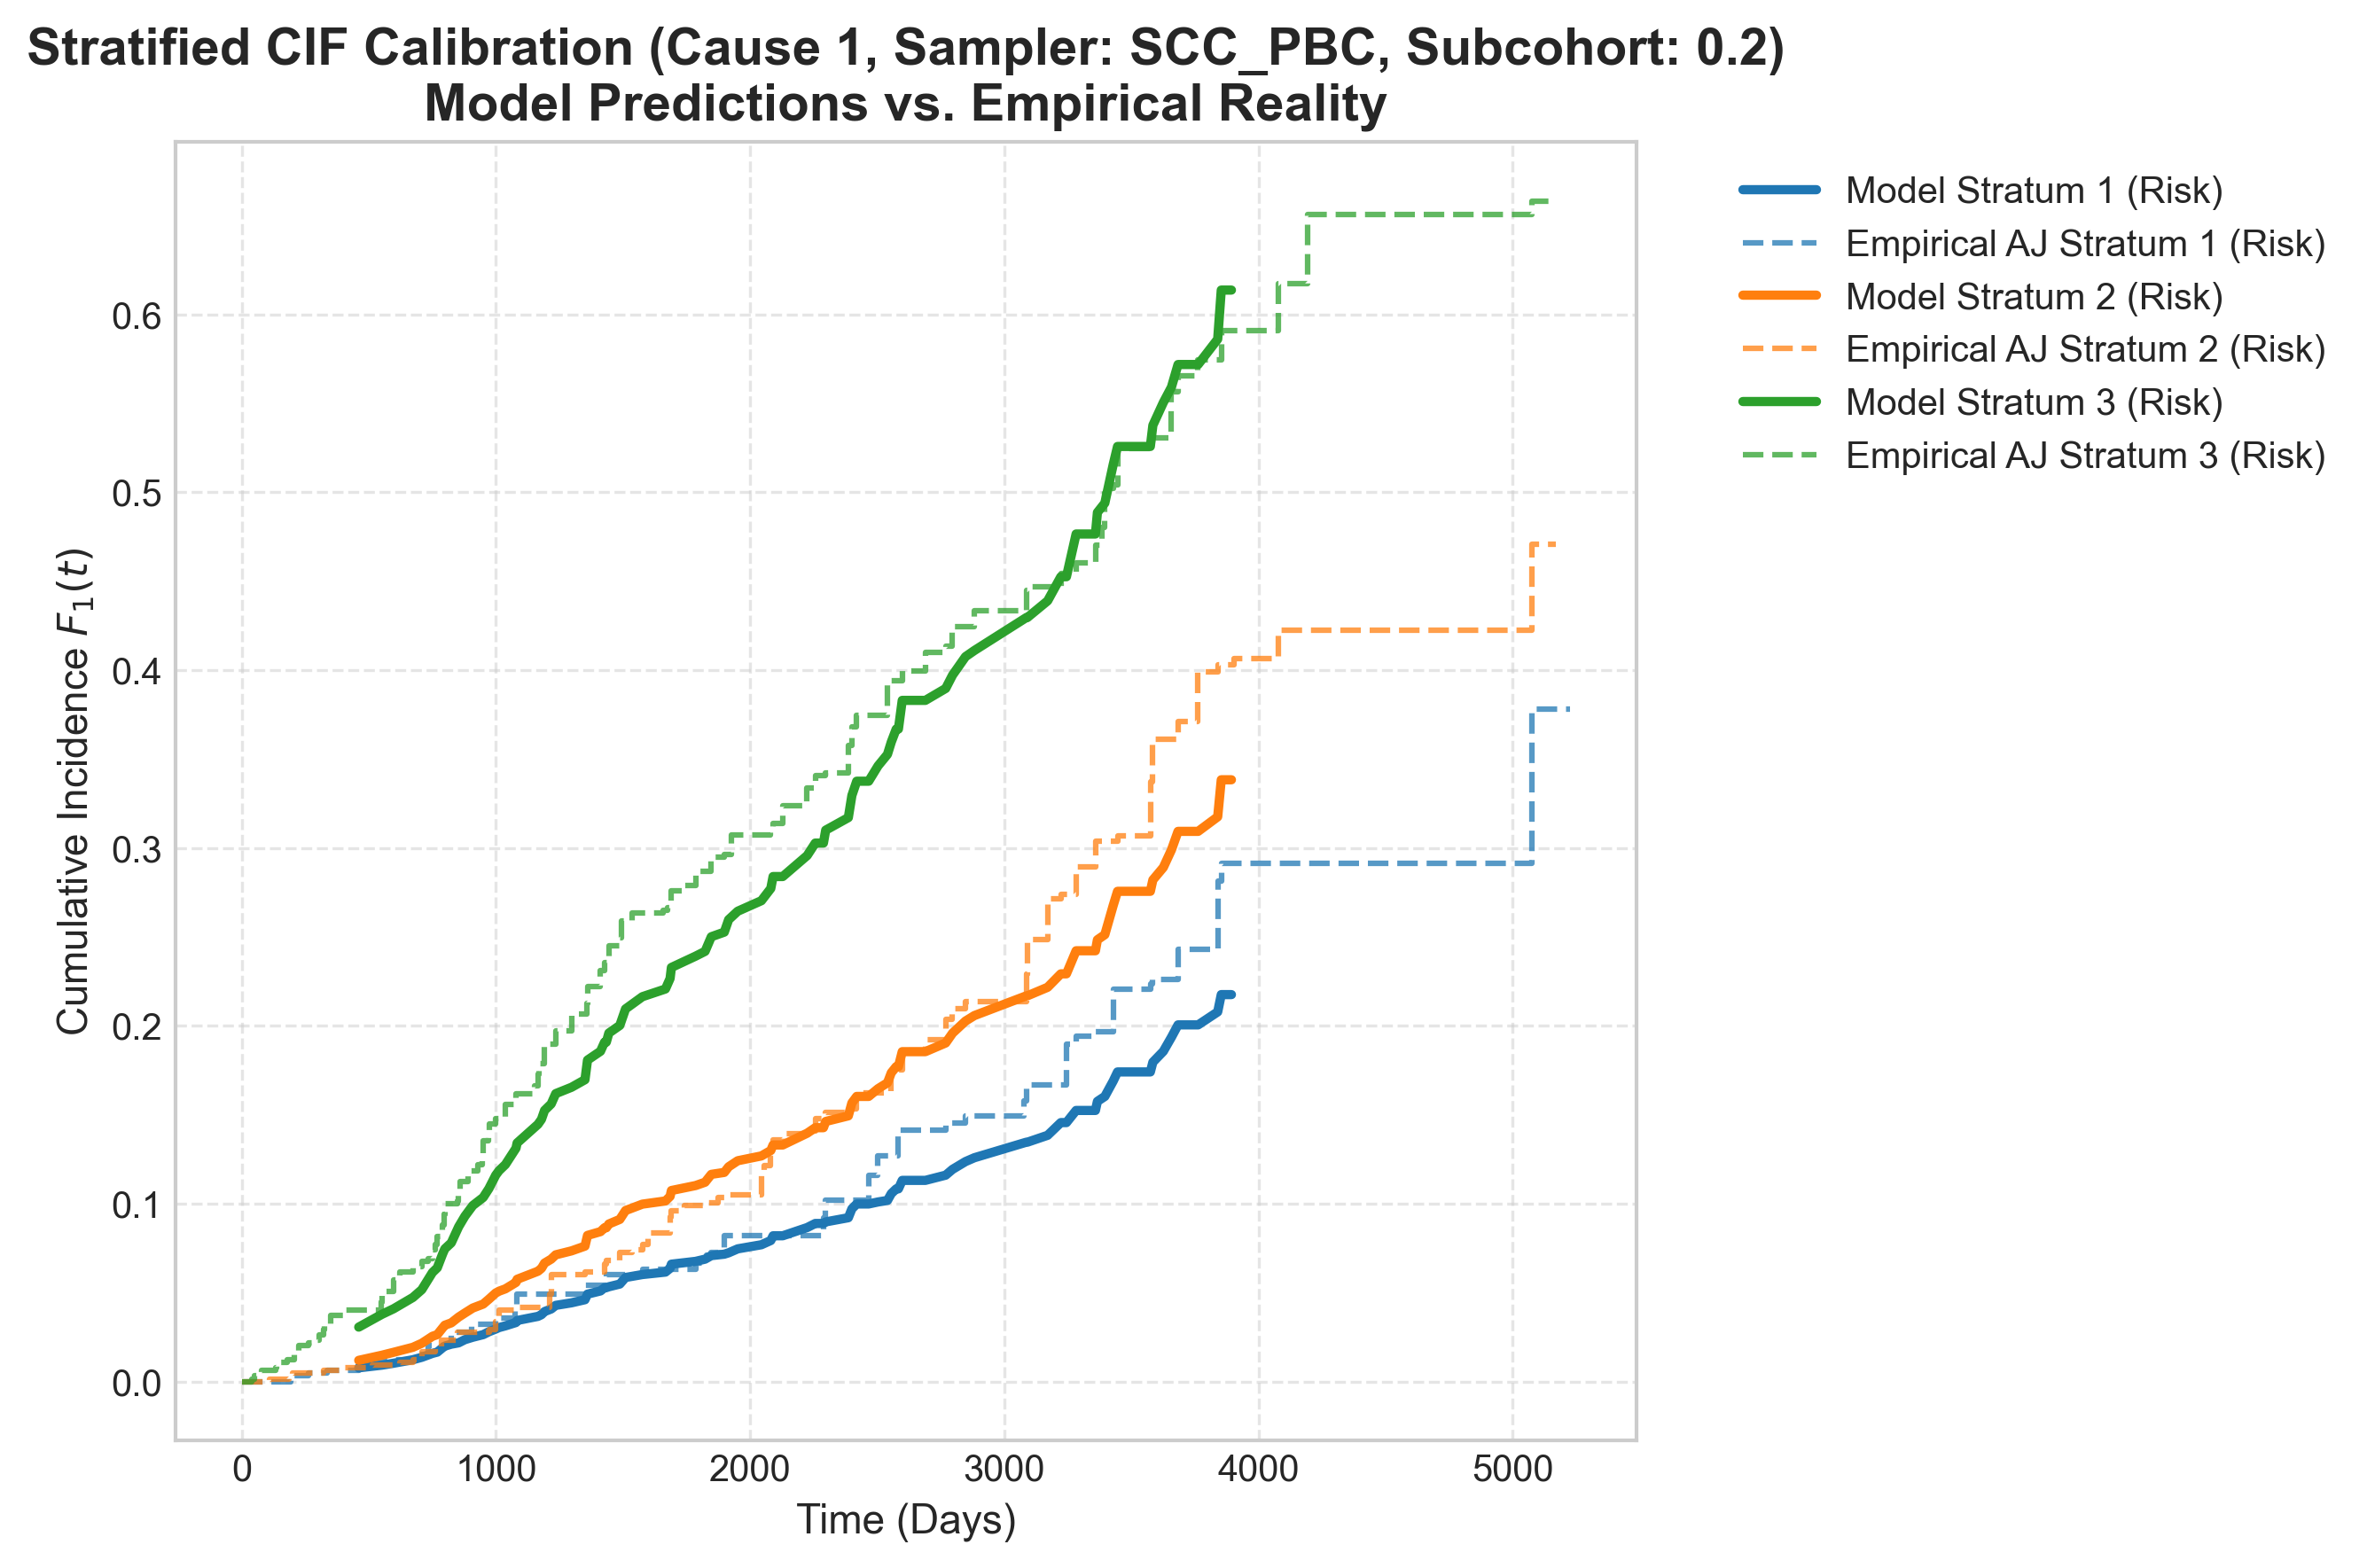 Stratified CIF Calibration (Cause 1, Sampler: SCC_PBC, Subcohort: 0.2)
Model Predictions vs. Empirical Reality
Model Stratum 1 (Risk)
Empirical AJ Stratum 1 (Risk)
Model Stratum 2 (Risk)
Empirical AJ Stratum 2 (Risk)
Model Stratum 3 (Risk)
Empirical AJ Stratum 3 (Risk)
Cumulative Incidence F₁(t)
0.6
0.5
0.4
0.3
0.2
0.1
0.0
0 1000 2000 3000 4000 5000
Time (Days)